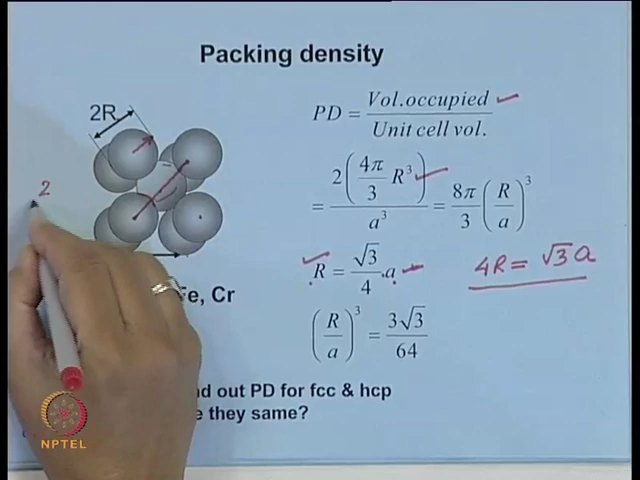 Packing density
2R
PD = Vol.occupied / Unit cell vol.
= 2(4π/3 R³) / a³ = 8π/3 (R/a)³
2
R = √3/4 .a
4R = √3a
Fe, Cr
(R/a)³ = 3√3/64
nd out PD for fcc & hcp
e they same?
NPTEL